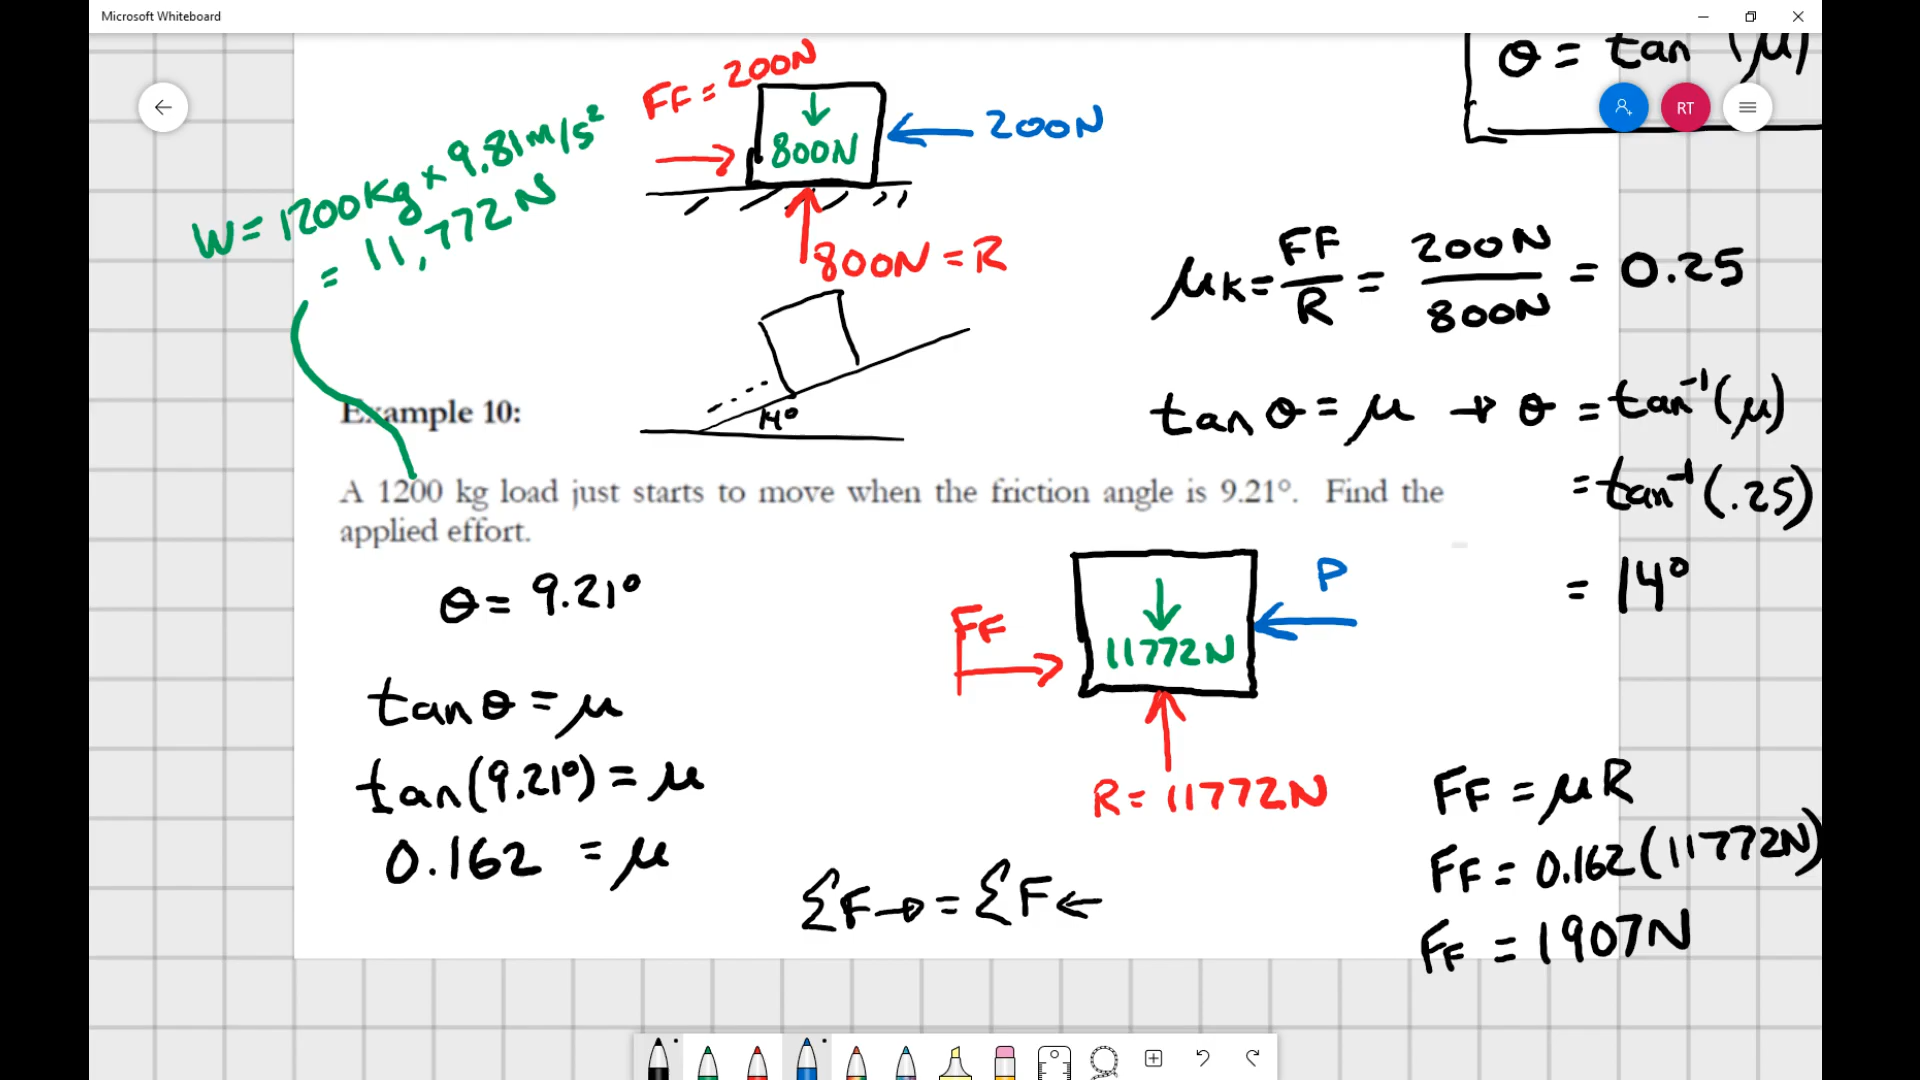 Microsoft Whiteboard
θ = tan (μ)
RT
FF = 200N
800N
200N
800N = R
W = 1200Kg × 9.81m/s²
= 11,772N
μK = FF/R = 200N/800N = 0.25
14°
tan θ = μ → θ = tan⁻¹(μ)
= tan⁻¹(.25)
= 14°
Example 10:
A 1200 kg load just starts to move when the friction angle is 9.21°. Find the
applied effort.
θ = 9.21°
tan θ = μ
tan(9.21°) = μ
0.162 = μ
FF
11772N
P
R = 11772N
ΣF→ = ΣF←
FF = μR
FF = 0.162(11772N)
FF = 1907N